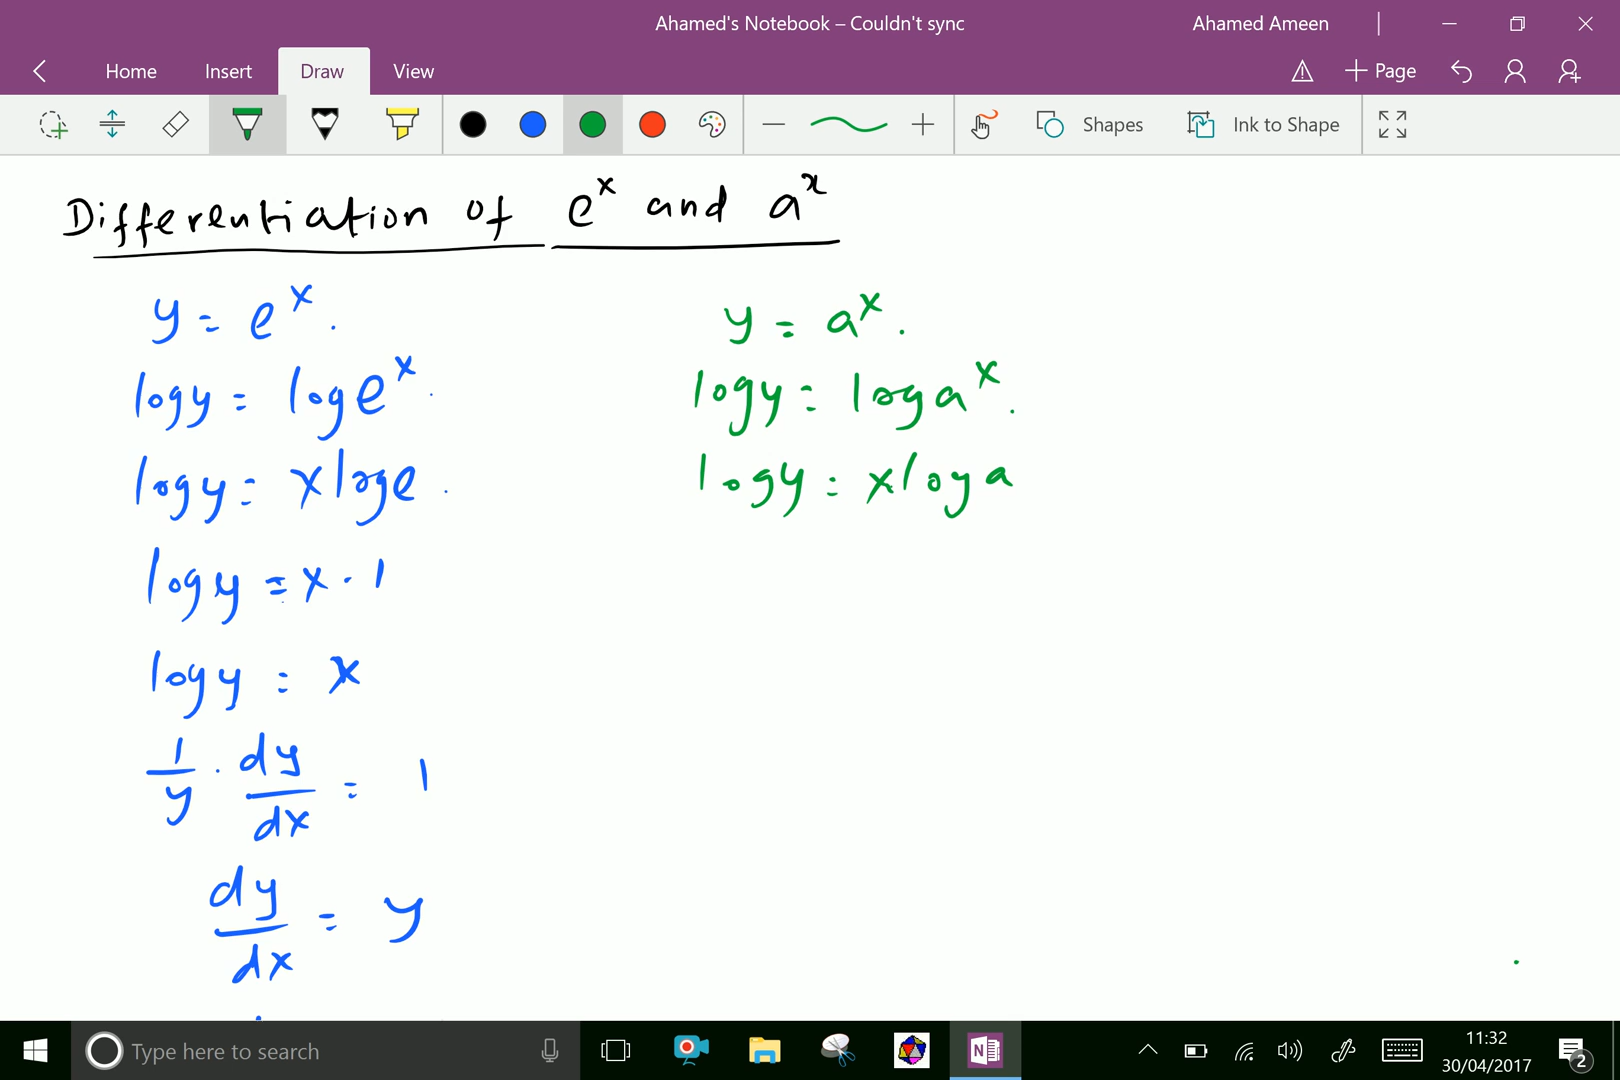 Ahamed's Notebook – Couldn't sync
Ahamed Ameen
Home Insert Draw View
Page
Shapes
Ink to Shape
Differentiation of e^x and a^x
y = e^x.
log y = log e^x.
log y = x log e.
log y = x . 1
log y = x
1/y . dy/dx = 1
dy/dx = y
y = a^x.
log y = log a^x.
log y = x log a
Type here to search
N
11:32
30/04/2017
2